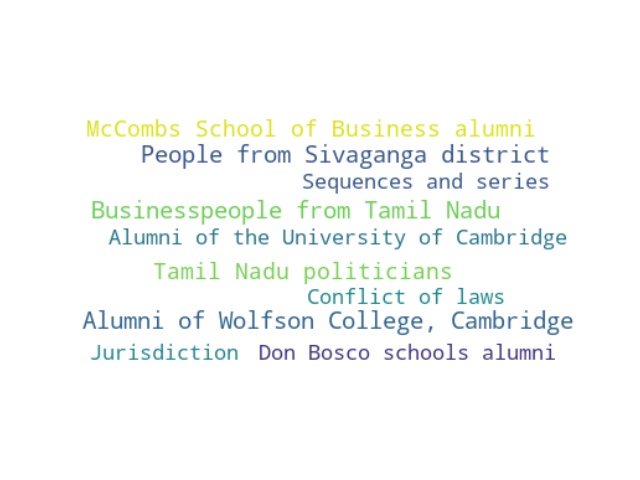 McCombs School of Business alumni
People from Sivaganga district
Sequences and series
Businesspeople from Tamil Nadu
Alumni of the University of Cambridge
Tamil Nadu politicians
Conflict of laws
Alumni of Wolfson College, Cambridge
Jurisdiction Don Bosco schools alumni